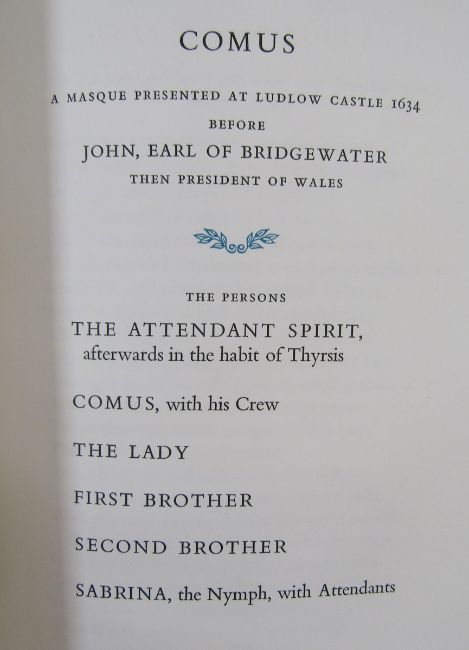 COMUS
A MASQUE PRESENTED AT LUDLOW CASTLE 1634
BEFORE
JOHN, EARL OF BRIDGEWATER
THEN PRESIDENT OF WALES
THE PERSONS
THE ATTENDANT SPIRIT,
afterwards in the habit of Thyrsis
COMUS, with his Crew
THE LADY
FIRST BROTHER
SECOND BROTHER
SABRINA, the Nymph, with Attendants